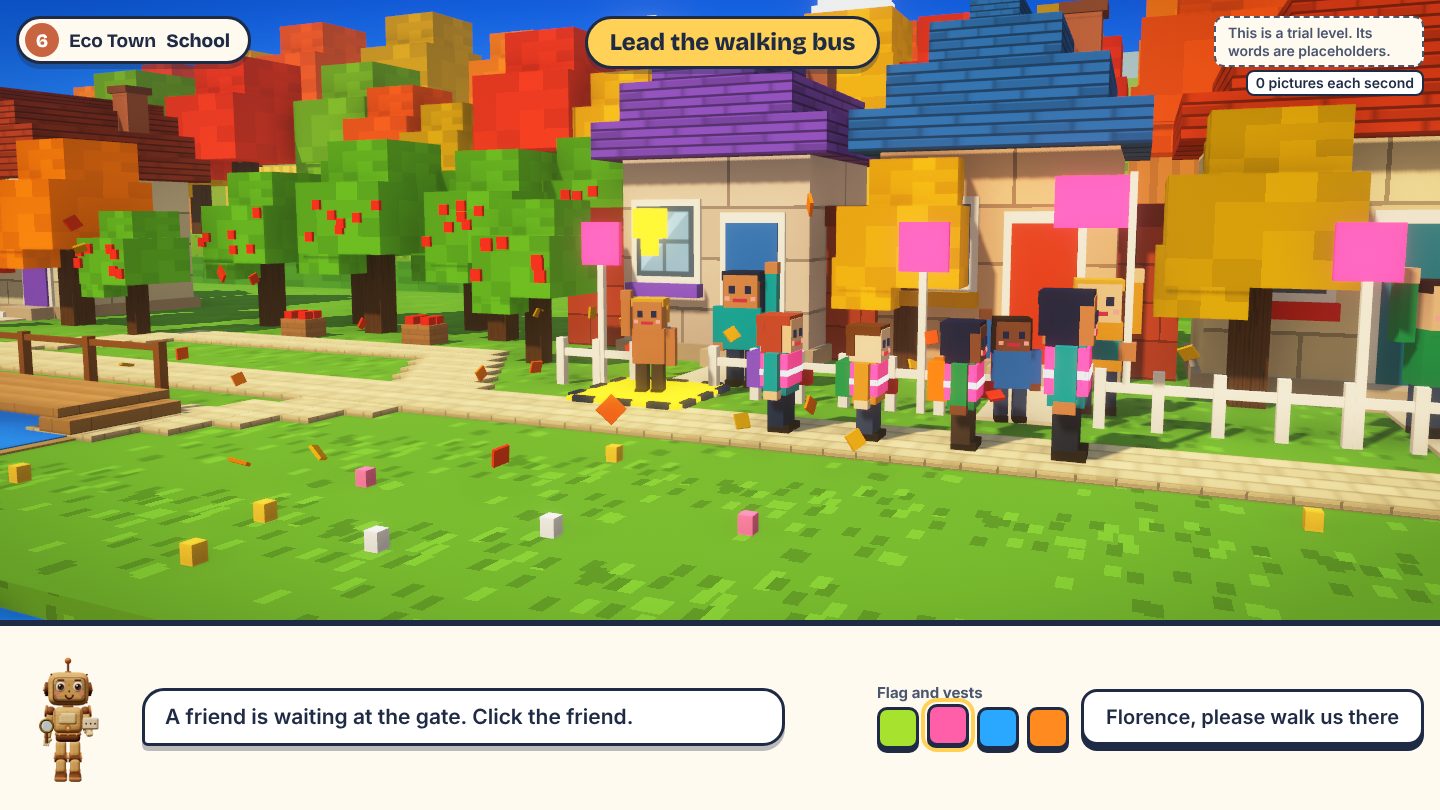 6 Eco Town School
Lead the walking bus
This is a trial level. Its
words are placeholders.
0 pictures each second
A friend is waiting at the gate. Click the friend.
Flag and vests
Florence, please walk us there